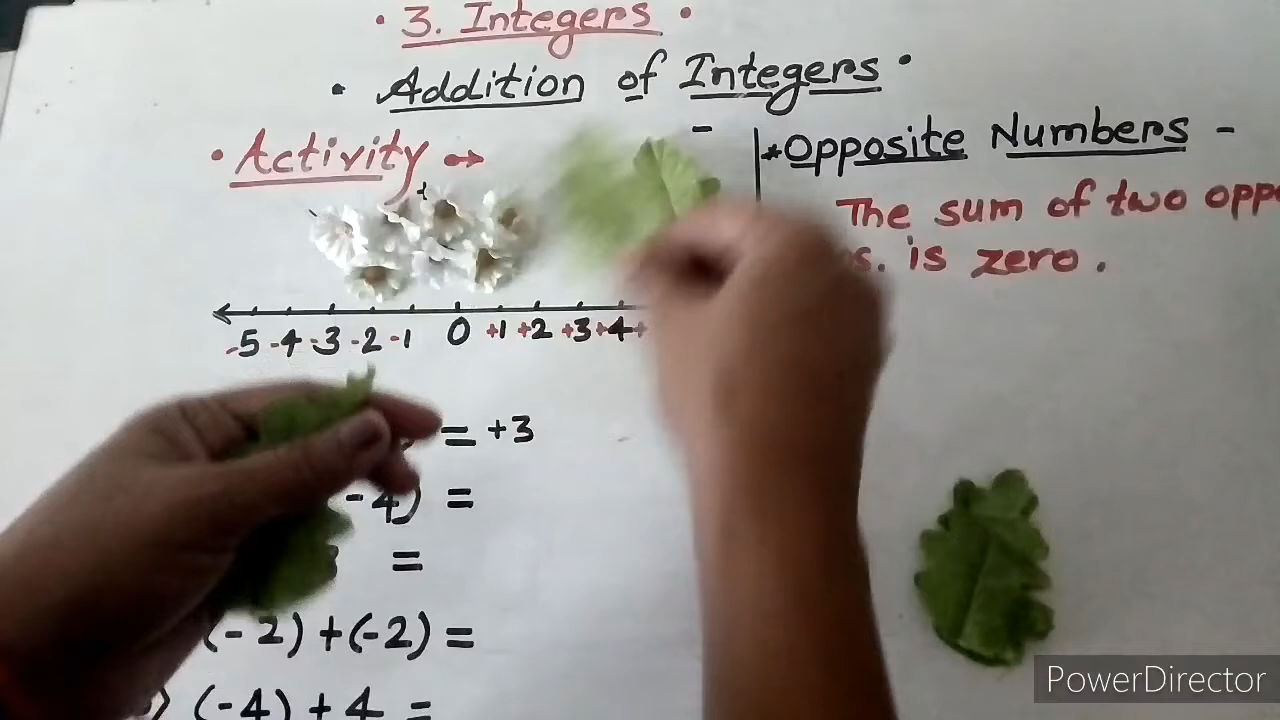 • 3. Integers •
• Addition of Integers •
• Activity →
+
-
-5 -4 -3 -2 -1 0 +1 +2 +3 +4 +
= +3
-4) =
=
(-2) + (-2) =
) (-4) + 4 =
* Opposite Numbers -
The sum of two
s. is zero.
PowerDirector